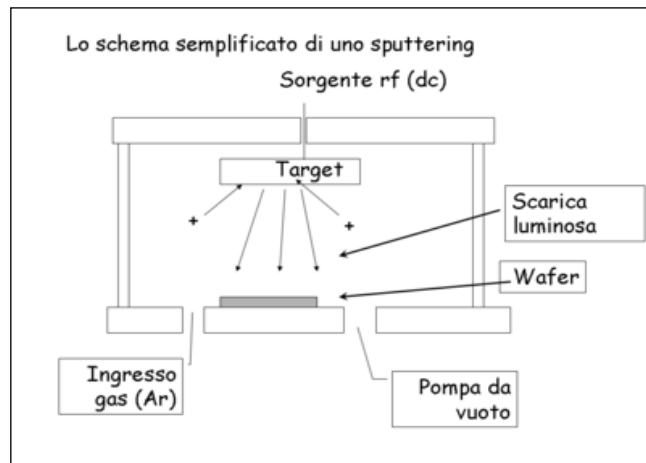 Lo schema semplificato di uno sputtering
Sorgente rf (dc)
Target
+
+
Scarica
luminosa
Wafer
Ingresso
gas (Ar)
Pompa da
vuoto